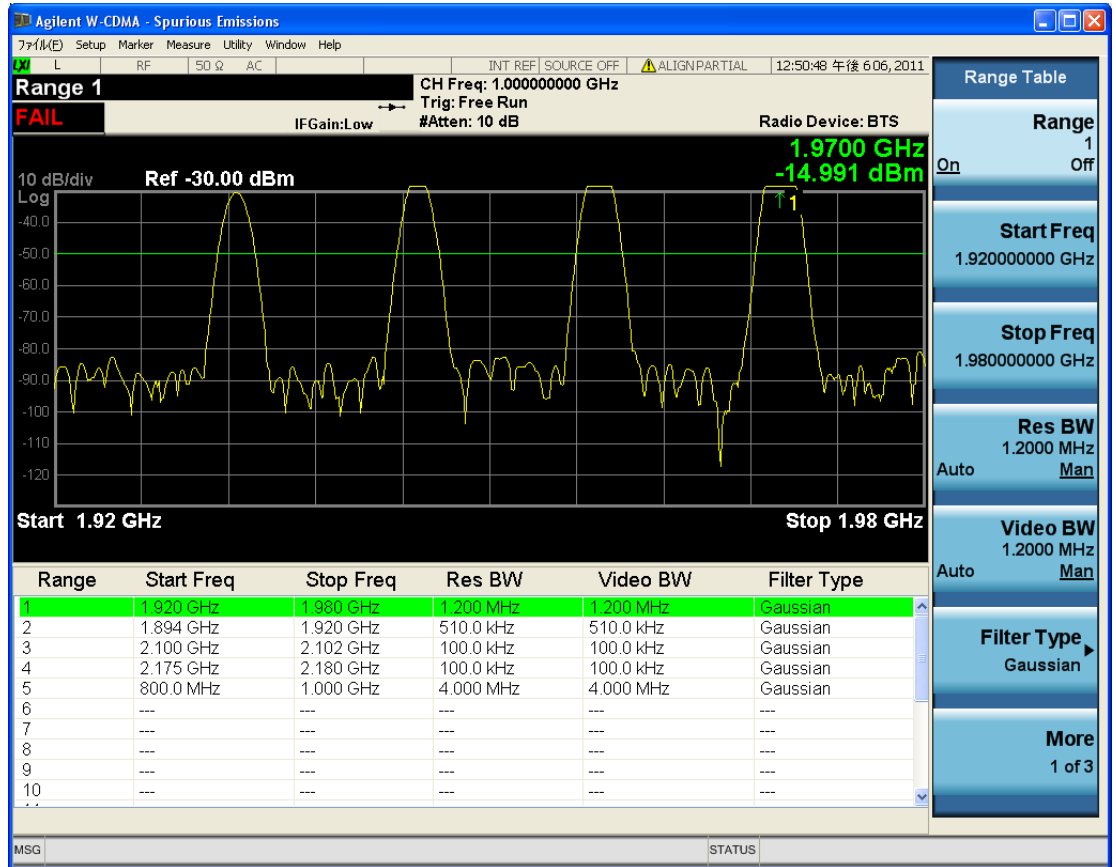 Agilent W-CDMA - Spurious Emissions
ファイル(F) Setup Marker Measure Utility Window Help
LXI L RF 50 Ω AC INT REF SOURCE OFF ALIGN PARTIAL 12:50:48 午後 6 06, 2011
Range 1
CH Freq: 1.000000000 GHz
Trig: Free Run
FAIL
IFGain:Low
#Atten: 10 dB
Radio Device: BTS
1.9700 GHz
-14.991 dBm
10 dB/div Ref -30.00 dBm
Log
1
-40.0
-50.0
-60.0
-70.0
-80.0
-90.0
-100
-110
-120
Start 1.92 GHz Stop 1.98 GHz
Range Start Freq Stop Freq Res BW Video BW Filter Type
1 1.920 GHz 1.980 GHz 1.200 MHz 1.200 MHz Gaussian
2 1.894 GHz 1.920 GHz 510.0 kHz 510.0 kHz Gaussian
3 2.100 GHz 2.102 GHz 100.0 kHz 100.0 kHz Gaussian
4 2.175 GHz 2.180 GHz 100.0 kHz 100.0 kHz Gaussian
5 800.0 MHz 1.000 GHz 4.000 MHz 4.000 MHz Gaussian
6 --- --- --- --- ---
7 --- --- --- --- ---
8 --- --- --- --- ---
9 --- --- --- --- ---
10 --- --- --- --- ---
MSG STATUS
Range Table
Range
1
On Off
Start Freq
1.920000000 GHz
Stop Freq
1.980000000 GHz
Res BW
1.2000 MHz
Auto Man
Video BW
1.2000 MHz
Auto Man
Filter Type
Gaussian
More
1 of 3